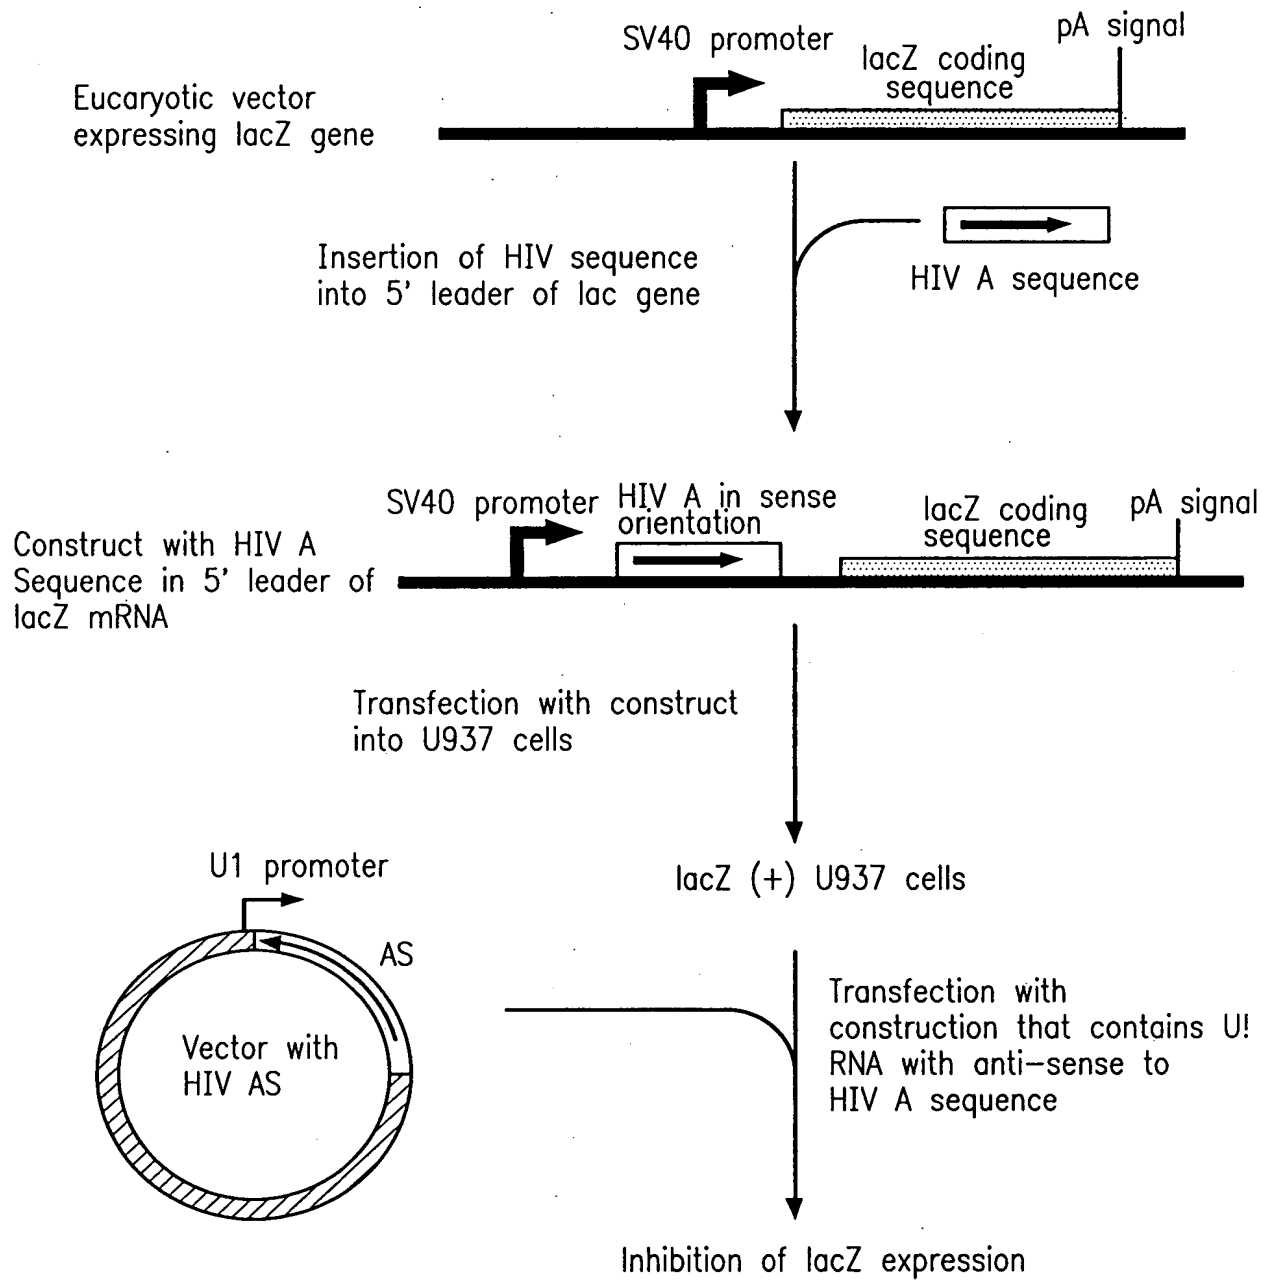 SV40 promoter
pA signal
lacZ coding
sequence
Eucaryotic vector
expressing lacZ gene
Insertion of HIV sequence
into 5' leader of lac gene
HIV A sequence
SV40 promoter
HIV A in sense
orientation
lacZ coding
sequence
pA signal
Construct with HIV A
Sequence in 5' leader of
lacZ mRNA
Transfection with construct
into U937 cells
U1 promoter
lacZ (+) U937 cells
AS
Vector with
HIV AS
Transfection with
construction that contains U!
RNA with anti-sense to
HIV A sequence
Inhibition of lacZ expression